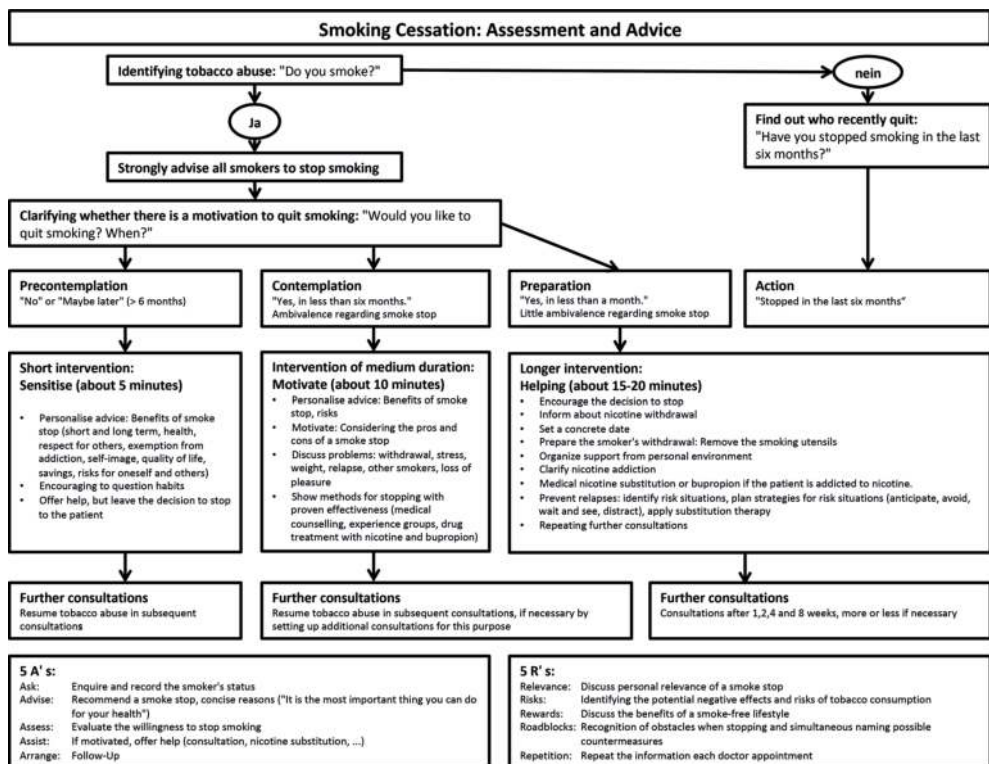 Smoking Cessation: Assessment and Advice
Identifying tobacco abuse: "Do you smoke?"
nein
Ja
Find out who recently quit:
"Have you stopped smoking in the last
six months?"
Strongly advise all smokers to stop smoking
Clarifying whether there is a motivation to quit smoking: "Would you like to
quit smoking? When?"
Precontemplation
"No" or "Maybe later" (> 6 months)
Contemplation
"Yes, in less than six months."
Ambivalence regarding smoke stop
Preparation
"Yes, in less than a month."
Little ambivalence regarding smoke stop
Action
"Stopped in the last six months"
Short intervention:
Sensitise (about 5 minutes)
• Personalise advice: Benefits of smoke
stop (short and long term, health,
respect for others, exemption from
addiction, self-image, quality of life,
savings, risks for oneself and others)
• Encouraging to question habits
• Offer help, but leave the decision to stop
to the patient
Intervention of medium duration:
Motivate (about 10 minutes)
• Personalise advice: Benefits of smoke
stop, risks
• Motivate: Considering the pros and
cons of a smoke stop
• Discuss problems: withdrawal, stress,
weight, relapse, other smokers, loss of
pleasure
• Show methods for stopping with
proven effectiveness (medical
counselling, experience groups, drug
treatment with nicotine and bupropion)
Longer intervention:
Helping (about 15-20 minutes)
• Encourage the decision to stop
• Inform about nicotine withdrawal
• Set a concrete date
• Prepare the smoker's withdrawal: Remove the smoking utensils
• Organize support from personal environment
• Clarify nicotine addiction
• Medical nicotine substitution or bupropion if the patient is addicted to nicotine.
• Prevent relapses: identify risk situations, plan strategies for risk situations (anticipate, avoid,
wait and see, distract), apply substitution therapy
• Repeating further consultations
Further consultations
Resume tobacco abuse in subsequent
consultations
Further consultations
Resume tobacco abuse in subsequent consultations, if necessary by
setting up additional consultations for this purpose
Further consultations
Consultations after 1,2,4 and 8 weeks, more or less if necessary
5 A' s:
Ask: Enquire and record the smoker's status
Advise: Recommend a smoke stop, concise reasons ("It is the most important thing you can do
for your health")
Assess: Evaluate the willingness to stop smoking
Assist: If motivated, offer help (consultation, nicotine substitution, ...)
Arrange: Follow-Up
5 R' s:
Relevance: Discuss personal relevance of a smoke stop
Risks: Identifying the potential negative effects and risks of tobacco consumption
Rewards: Discuss the benefits of a smoke-free lifestyle
Roadblocks: Recognition of obstacles when stopping and simultaneous naming possible
countermeasures
Repetition: Repeat the information each doctor appointment